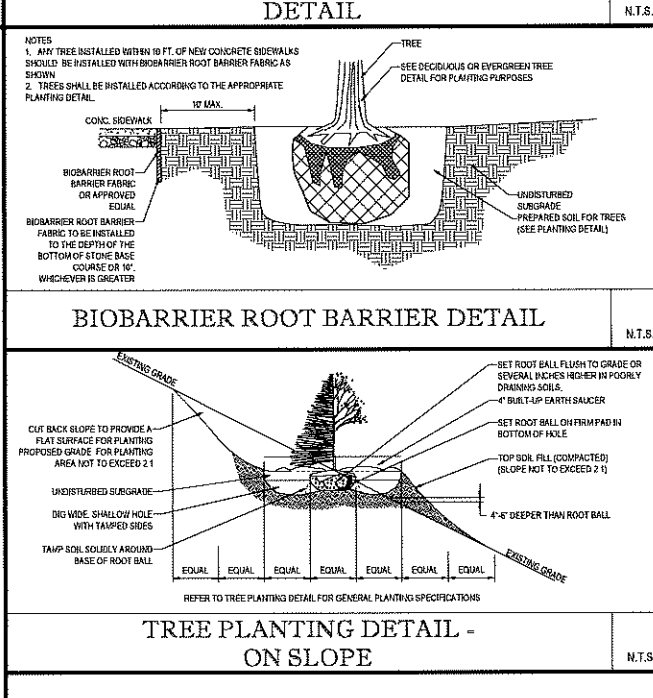 DETAIL
N.T.S.
NOTES
1. ANY TREE INSTALLED WITHIN 10 FT. OF NEW CONCRETE SIDEWALKS
SHOULD BE INSTALLED WITH BIOBARRIER ROOT BARRIER FABRIC AS
SHOWN
2. TREES SHALL BE INSTALLED ACCORDING TO THE APPROPRIATE
PLANTING DETAIL.
10' MAX.
CONC. SIDEWALK
TREE
SEE DECIDUOUS OR EVERGREEN TREE
DETAIL FOR PLANTING PURPOSES
BIOBARRIER ROOT
BARRIER FABRIC
OR APPROVED
EQUAL
BIOBARRIER ROOT BARRIER
FABRIC TO BE INSTALLED
TO THE DEPTH OF THE
BOTTOM OF STONE BASE
COURSE OR 10",
WHICHEVER IS GREATER
UNDISTURBED
SUBGRADE
PREPARED SOIL FOR TREES
(SEE PLANTING DETAIL)
BIOBARRIER ROOT BARRIER DETAIL
N.T.S.
EXISTING GRADE
CUT BACK SLOPE TO PROVIDE A
FLAT SURFACE FOR PLANTING
PROPOSED GRADE FOR PLANTING
AREA NOT TO EXCEED 2:1
UNDISTURBED SUBGRADE
DIG WIDE, SHALLOW HOLE
WITH TAMPED SIDES
TAMP SOIL SOLIDLY AROUND
BASE OF ROOT BALL
SET ROOT BALL FLUSH TO GRADE OR
SEVERAL INCHES HIGHER IN POORLY
DRAINING SOILS.
4" BUILT-UP EARTH SAUCER
SET ROOT BALL ON FIRM PAD IN
BOTTOM OF HOLE
TOP SOIL FILL (COMPACTED)
(SLOPE NOT TO EXCEED 2:1)
4"-6" DEEPER THAN ROOT BALL
EXISTING GRADE
EQUAL EQUAL EQUAL EQUAL EQUAL EQUAL EQUAL
REFER TO TREE PLANTING DETAIL FOR GENERAL PLANTING SPECIFICATIONS
TREE PLANTING DETAIL -
ON SLOPE
N.T.S.